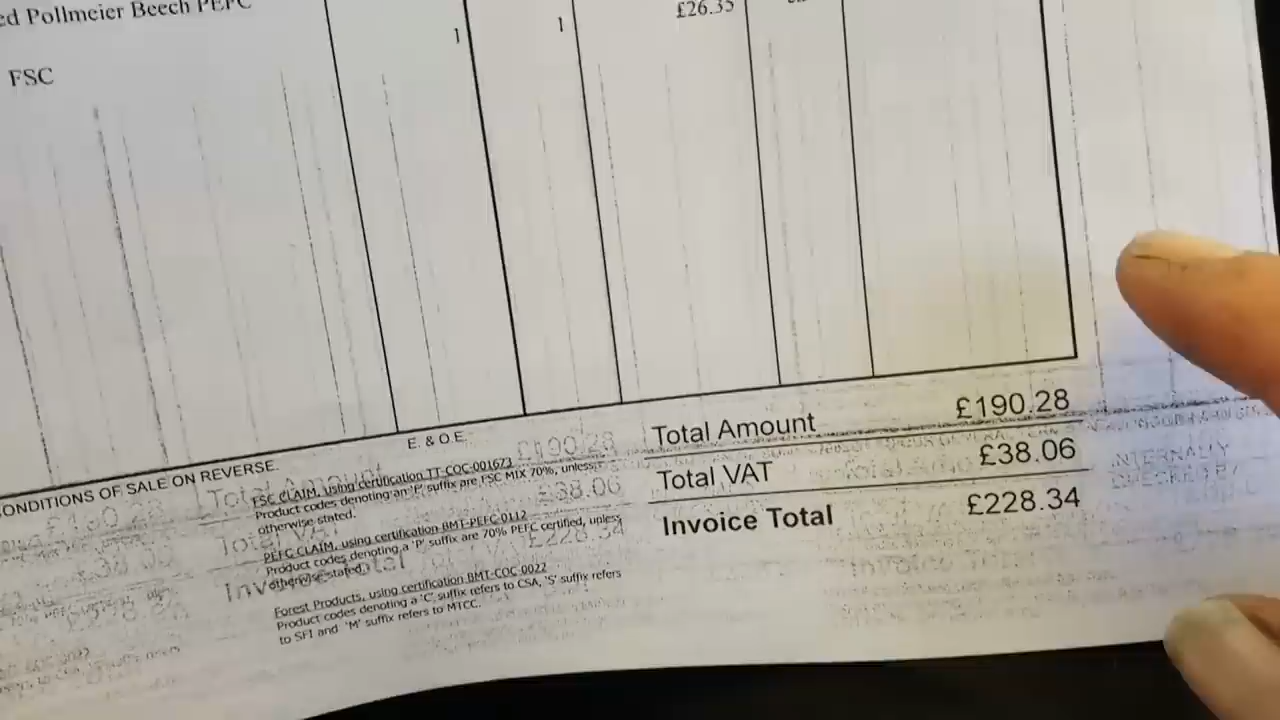 ed Pollmeier Beech PEFC
1 1 £26.35
FSC
E. & O.E.
ONDITIONS OF SALE ON REVERSE.
FSC CLAIM, using certification TT-COC-001673
Product codes denoting an 'F' suffix are FSC MIX 70%, unless
otherwise stated.
PEFC CLAIM, using certification BMT-PEFC-0112
Product codes denoting a 'P' suffix are 70% PEFC certified, unless
otherwise stated.
Forest Products, using certification BMT-COC-0022
Product codes denoting a 'C' suffix refers to CSA, 'S' suffix refers
to SFI and 'M' suffix refers to MTCC.
Total Amount £190.28
Total VAT £38.06
Invoice Total £228.34
INTERNALLY
CHECKED BY